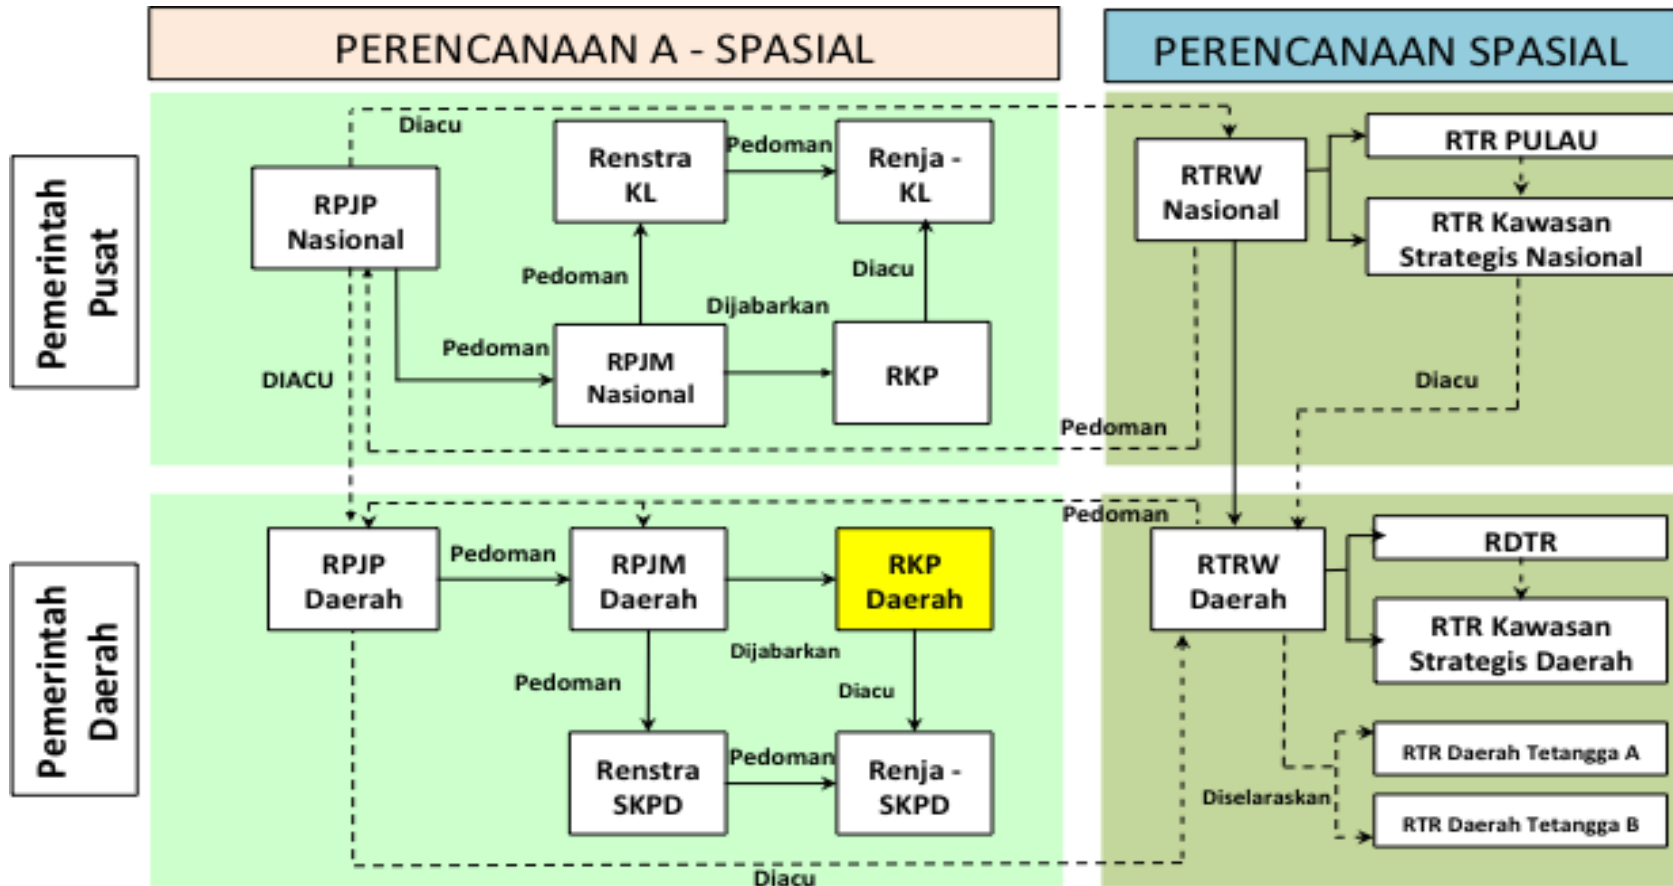 PERENCANAAN A - SPASIAL
PERENCANAAN SPASIAL
Pemerintah
Pusat
Diacu
RPJP
Nasional
Renstra
KL
Pedoman
Renja -
KL
Pedoman
Diacu
Dijabarkan
Pedoman
RPJM
Nasional
RKP
DIACU
Pedoman
RTRW
Nasional
RTR PULAU
RTR Kawasan
Strategis Nasional
Diacu
Pemerintah
Daerah
Pedoman
RPJP
Daerah
Pedoman
RPJM
Daerah
RKP
Daerah
Dijabarkan
Pedoman
Diacu
Renstra
SKPD
Pedoman
Renja -
SKPD
Diacu
RTRW
Daerah
RDTR
RTR Kawasan
Strategis Daerah
RTR Daerah Tetangga A
Diselaraskan
RTR Daerah Tetangga B